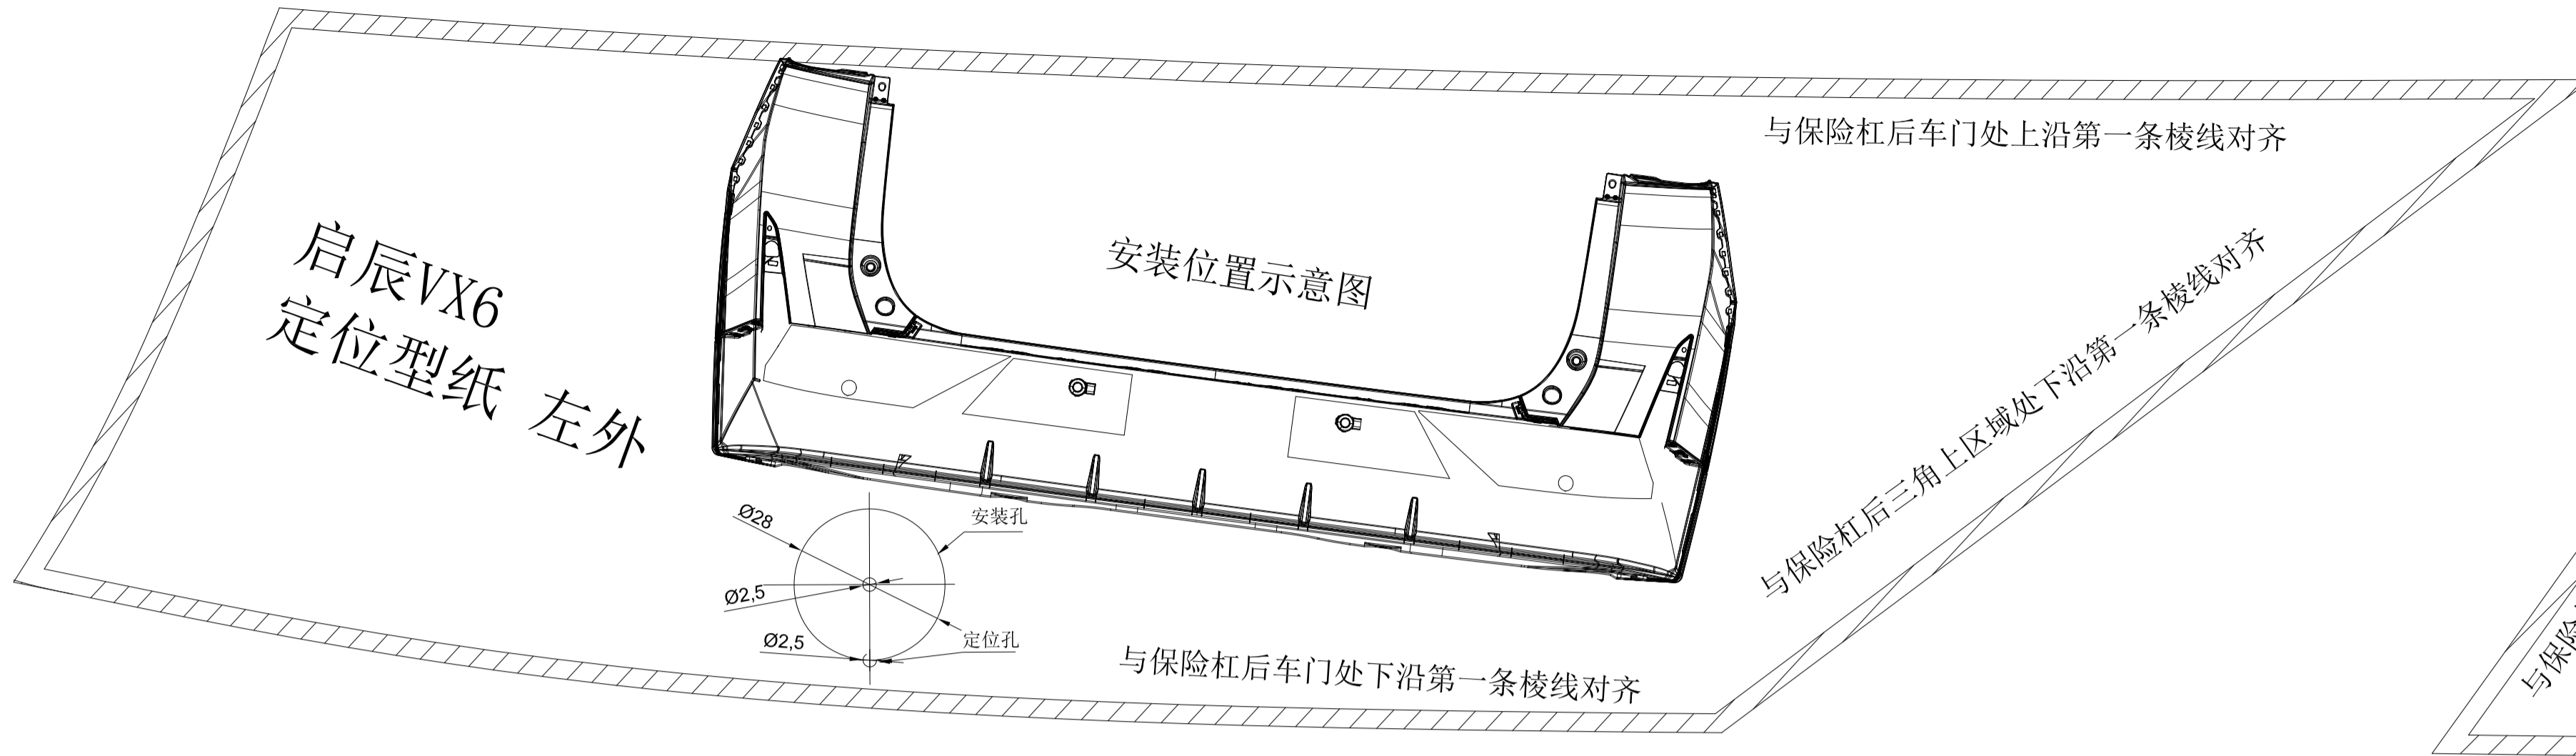 与保险杠后车门处上沿第一条棱线对齐
启辰VX6
定位型纸 左外
安装位置示意图
与保险杠后三角上区域处下沿第一条棱线对齐
Ø28
安装孔
Ø2,5
Ø2,5
定位孔
与保险杠后车门处下沿第一条棱线对齐
与保险